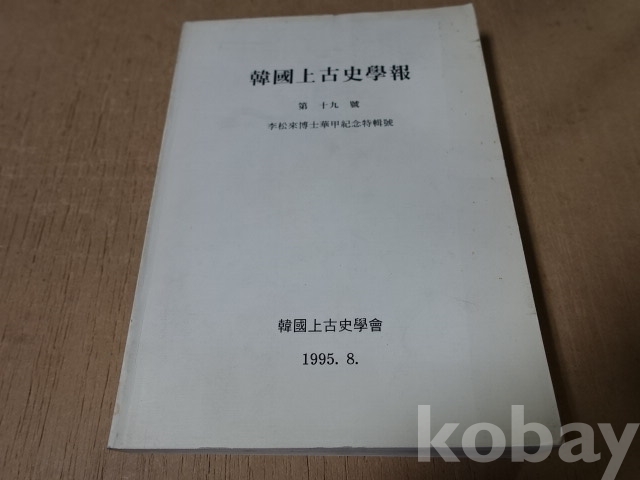 韓國上古史學報
第 十九 號
李松來博士華甲紀念特輯號
韓國上古史學會
1995. 8.
kobay